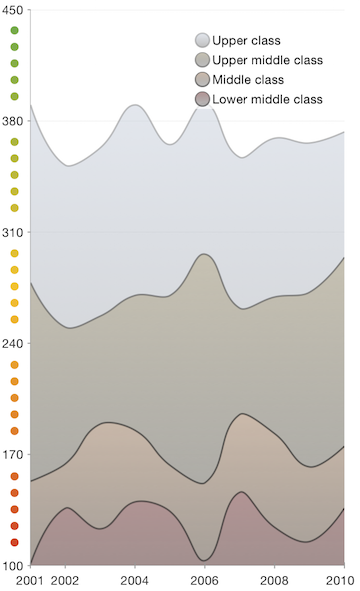 450
Upper class
Upper middle class
Middle class
Lower middle class
380
310
240
170
100
2001 2002 2004 2006 2008 2010